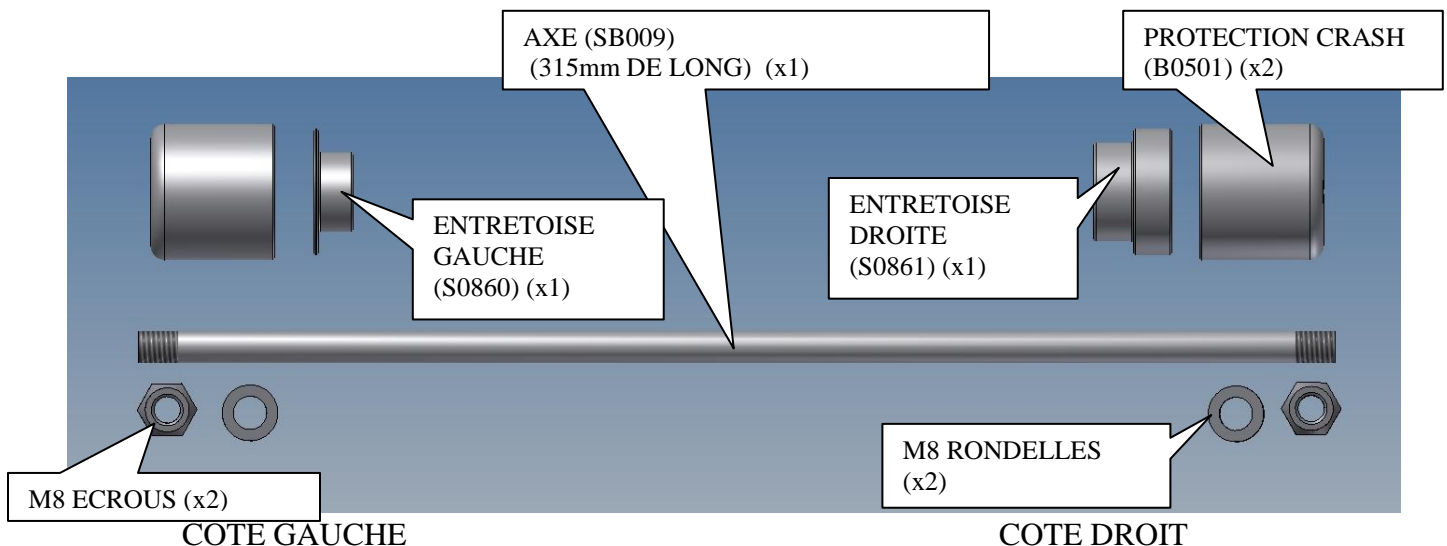 AXE (SB009)
(315mm DE LONG) (x1)
PROTECTION CRASH
(B0501) (x2)
ENTRETOISE
GAUCHE
(S0860) (x1)
ENTRETOISE
DROITE
(S0861) (x1)
M8 ECROUS (x2)
M8 RONDELLES
(x2)
COTE GAUCHE
COTE DROIT